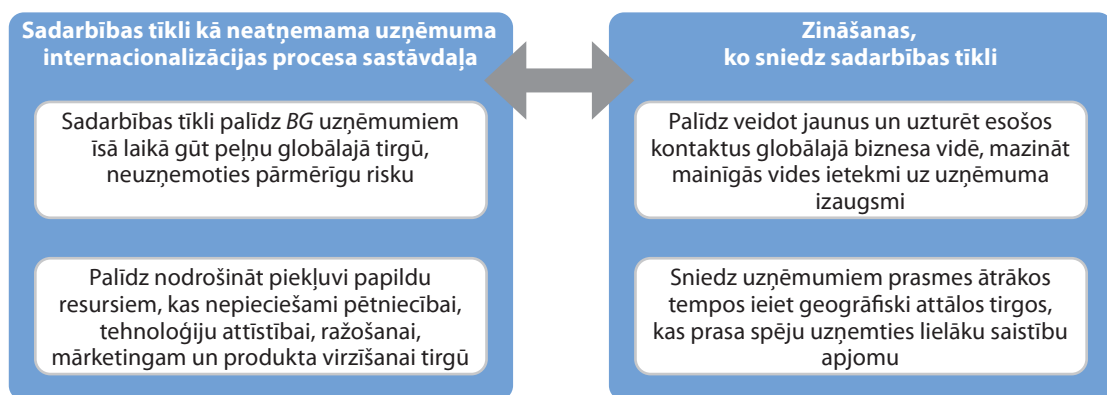 Sadarbības tīkli kā neatņemama uzņēmuma
internacionalizācijas procesa sastāvdaļa
Sadarbības tīkli palīdz BG uzņēmumiem
īsā laikā gūt peļņu globālajā tirgū,
neuzņemoties pārmērīgu risku
Palīdz nodrošināt piekļuvi papildu
resursiem, kas nepieciešami pētniecībai,
tehnoloģiju attīstībai, ražošanai,
mārketingam un produkta virzīšanai tirgū
Zināšanas,
ko sniedz sadarbības tīkli
Palīdz veidot jaunus un uzturēt esošos
kontaktus globālajā biznesa vidē, mazināt
mainīgās vides ietekmi uz uzņēmuma
izaugsmi
Sniedz uzņēmumiem prasmes ātrākos
tempos ieiet ģeogrāfiski attālos tirgos,
kas prasa spēju uzņemties lielāku saistību
apjomu